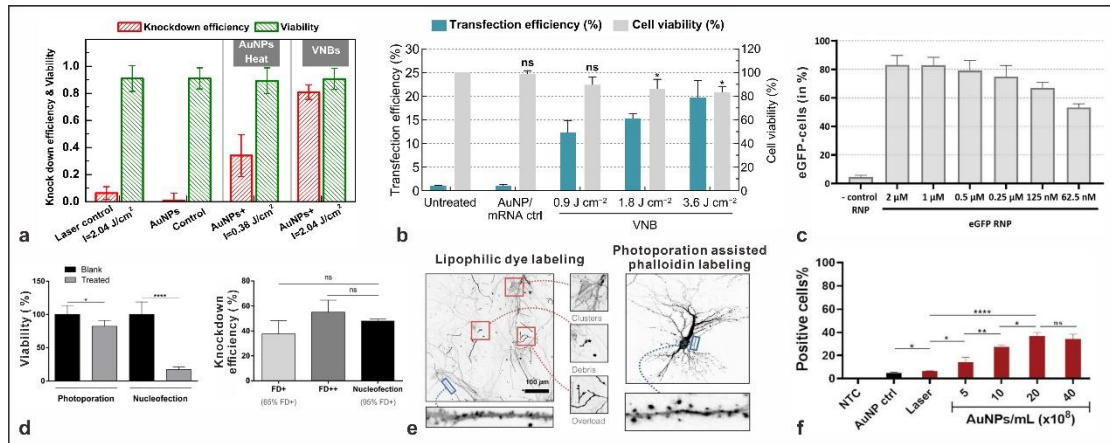 Knockdown efficiency Viability
AuNPs
Heat
VNBs
Knock down efficiency & Viability
1.0
0.8
0.6
0.4
0.2
0.0
Laser control
I=2.04 J/cm2
AuNPs
Control
AuNPs+
I=0.38 J/cm2
AuNPs+
I=2.04 J/cm2
a
Transfection efficiency (%) Cell viability (%)
Transfection efficiency (%)
30
25
20
15
10
5
0
ns
ns
*
*
120
100
80
60
40
20
0
Cell viability (%)
Untreated
AuNP/
mRNA ctrl
0.9 J cm−2
1.8 J cm−2
3.6 J cm−2
VNB
b
eGFP-cells (in %)
100
80
60
40
20
0
- control
RNP
2 µM
1 µM
0.5 µM
0.25 µM
125 nM
62.5 nM
eGFP RNP
c
Blank
Treated
Viability (%)
150
100
50
0
*
****
Photoporation Nucleofection
Knockdown
efficiency (%)
80
60
40
20
0
ns
ns
FD+
(65% FD+)
FD++
Nucleofection
(95% FD+)
d
Lipophilic dye labeling
Clusters
Debris
Overload
100 µm
Photoporation assisted
phalloidin labeling
e
Positive cells%
100
80
60
40
20
0
****
*
*
**
*
ns
NTC
AuNP ctrl
Laser
5
10
20
40
AuNPs/mL (x10⁸)
f